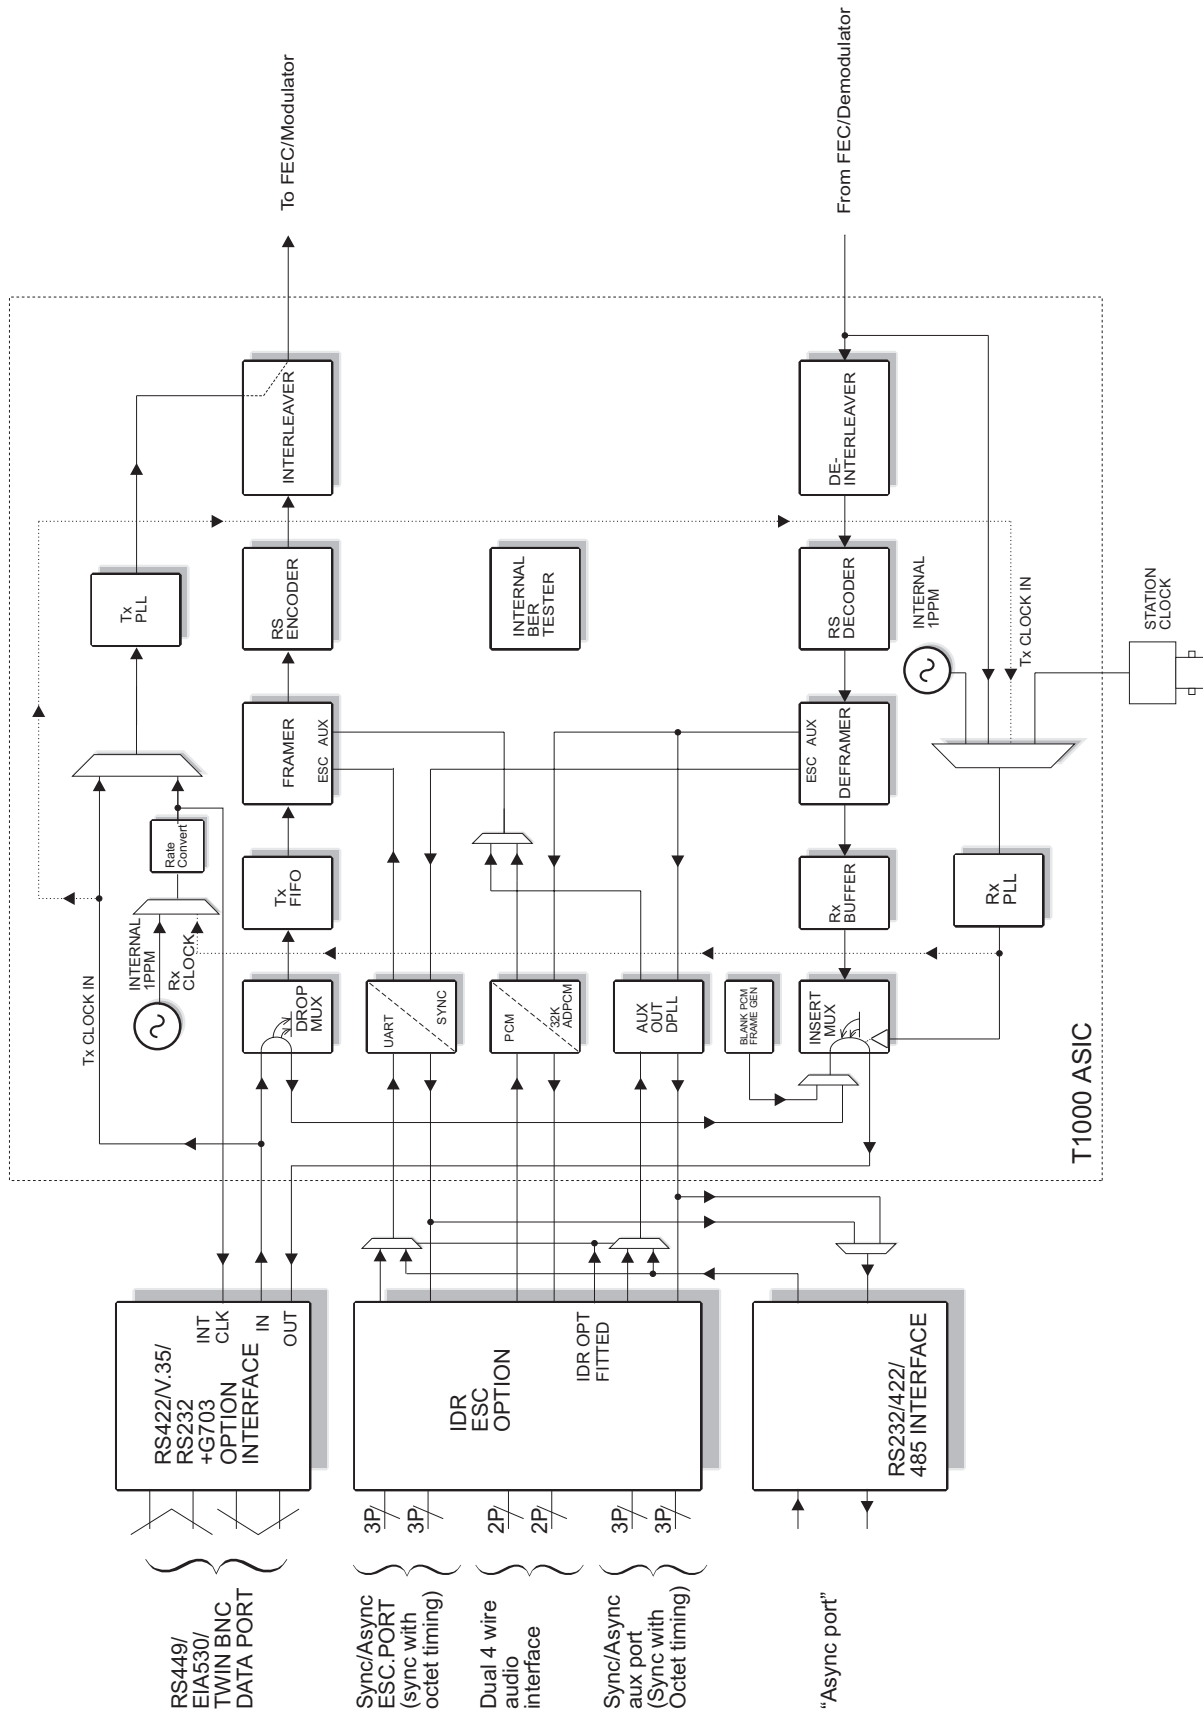 RS449/
EIA530/
TWIN BNC
DATA PORT
RS422/V.35/
RS232
+G703
OPTION
INTERFACE
INT
CLK
IN
OUT
Tx CLOCK IN
INTERNAL
1PPM
Rx
CLOCK
Rate
Convert
Tx
PLL
DROP
MUX
Tx
FIFO
FRAMER
ESC
AUX
RS
ENCODER
INTERLEAVER
To FEC/Modulator
Sync/Async
ESC.PORT
(sync with
octet timing)
3P
3P
Dual 4 wire
audio
interface
2P
2P
Sync/Async
aux port
(Sync with
Octet timing)
3P
3P
IDR
ESC
OPTION
IDR OPT
FITTED
UART
SYNC
PCM
32K
ADPCM
AUX
OUT
DPLL
INTERNAL
BER
TESTER
BLANK PCM
FRAME GEN
"Async port"
RS232/422/
485 INTERFACE
INSERT
MUX
Rx
BUFFER
DEFRAMER
ESC
AUX
RS
DECODER
DE-
INTERLEAVER
From FEC/Demodulator
Rx
PLL
INTERNAL
1PPM
Tx CLOCK IN
STATION
CLOCK
T1000 ASIC